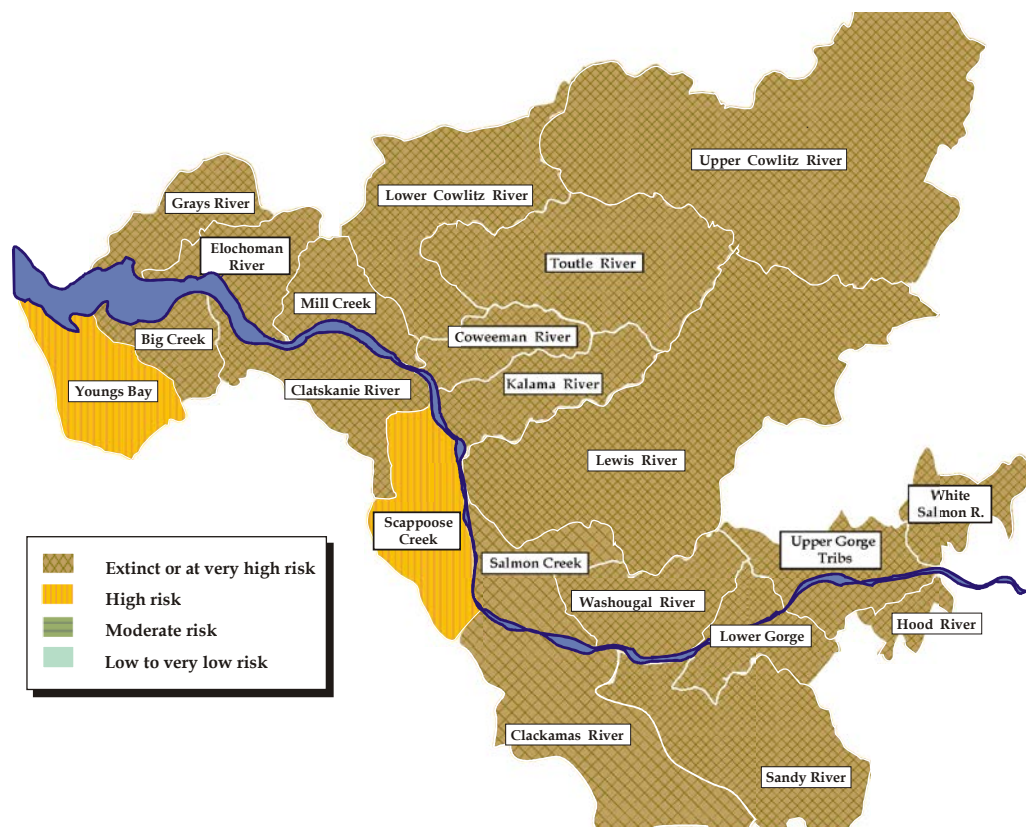 Upper Cowlitz River
Lower Cowlitz River
Grays River
Elochoman
River
Toutle River
Mill Creek
Coweeman River
Big Creek
Kalama River
Youngs Bay
Clatskanie River
Lewis River
White
Salmon R.
Scappoose
Creek
Upper Gorge
Tribs
Salmon Creek
Washougal River
Hood River
Lower Gorge
Clackamas River
Sandy River
Extinct or at very high risk
High risk
Moderate risk
Low to very low risk